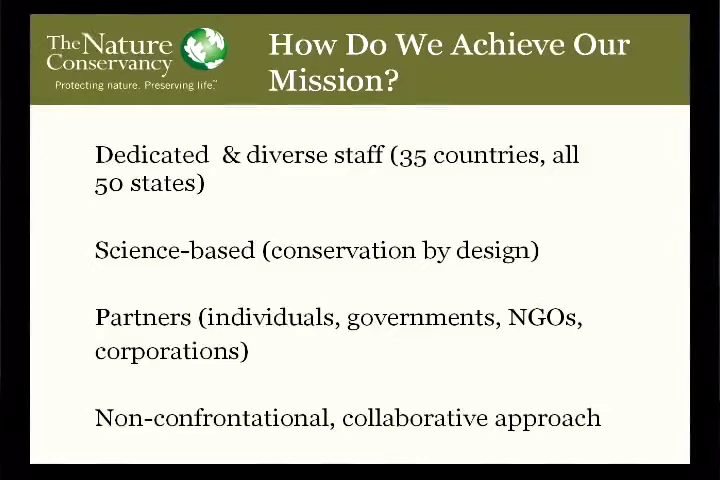 The Nature
Conservancy
Protecting nature. Preserving life.™
How Do We Achieve Our
Mission?
Dedicated & diverse staff (35 countries, all
50 states)
Science-based (conservation by design)
Partners (individuals, governments, NGOs,
corporations)
Non-confrontational, collaborative approach